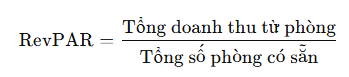 RevPAR = Tổng doanh thu từ phòng / Tổng số phòng có sẵn